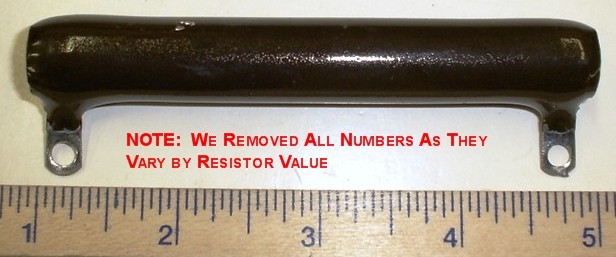 NOTE: WE REMOVED ALL NUMBERS AS THEY
VARY BY RESISTOR VALUE
1 2 3 4 5